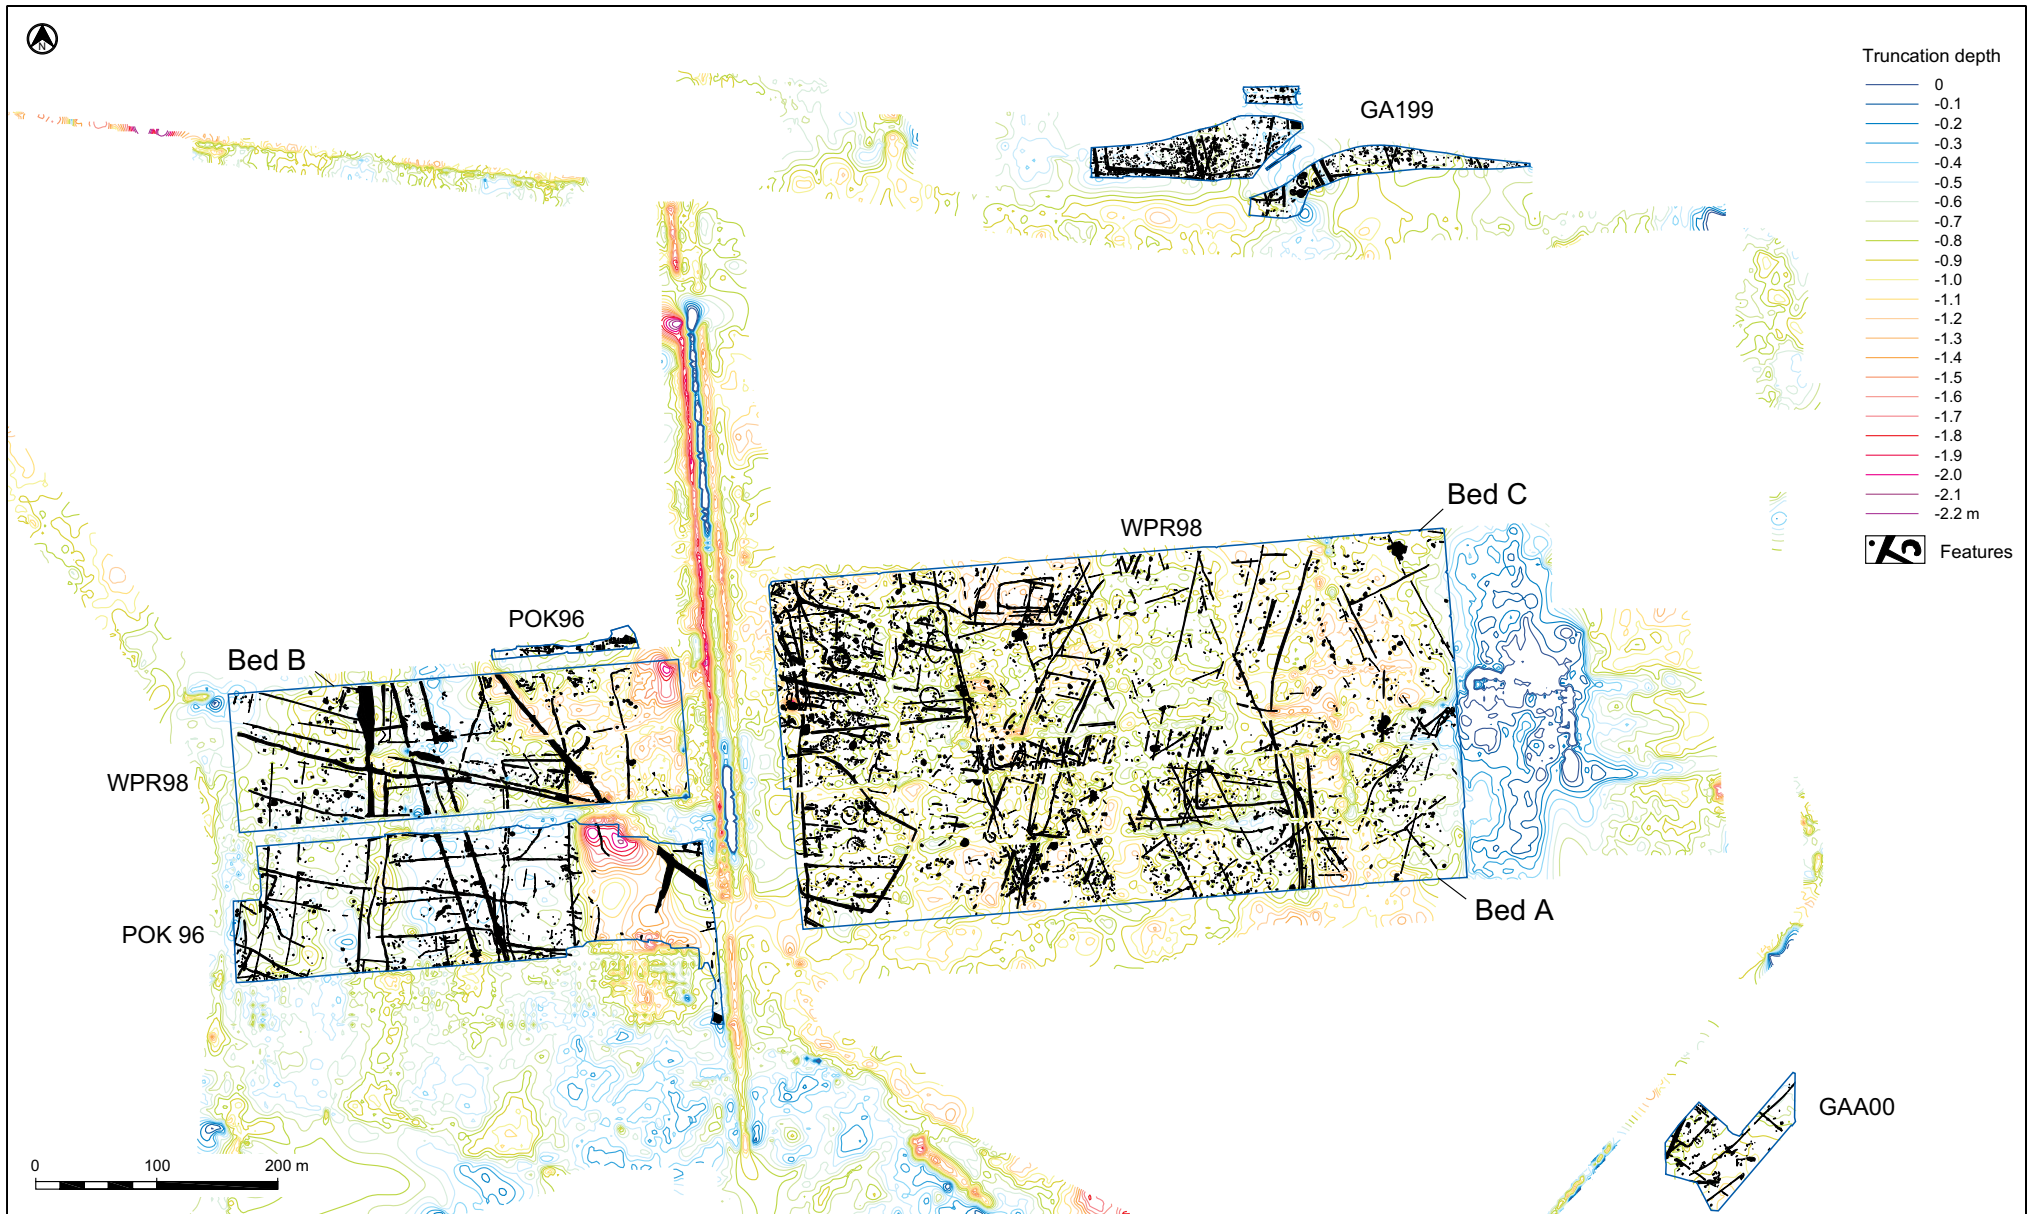 N
Truncation depth
0
-0.1
-0.2
-0.3
-0.4
-0.5
-0.6
-0.7
-0.8
-0.9
-1.0
-1.1
-1.2
-1.3
-1.4
-1.5
-1.6
-1.7
-1.8
-1.9
-2.0
-2.1
-2.2 m
Features
GA199
Bed C
WPR98
POK96
Bed B
WPR98
POK 96
Bed A
GAA00
0 100 200 m